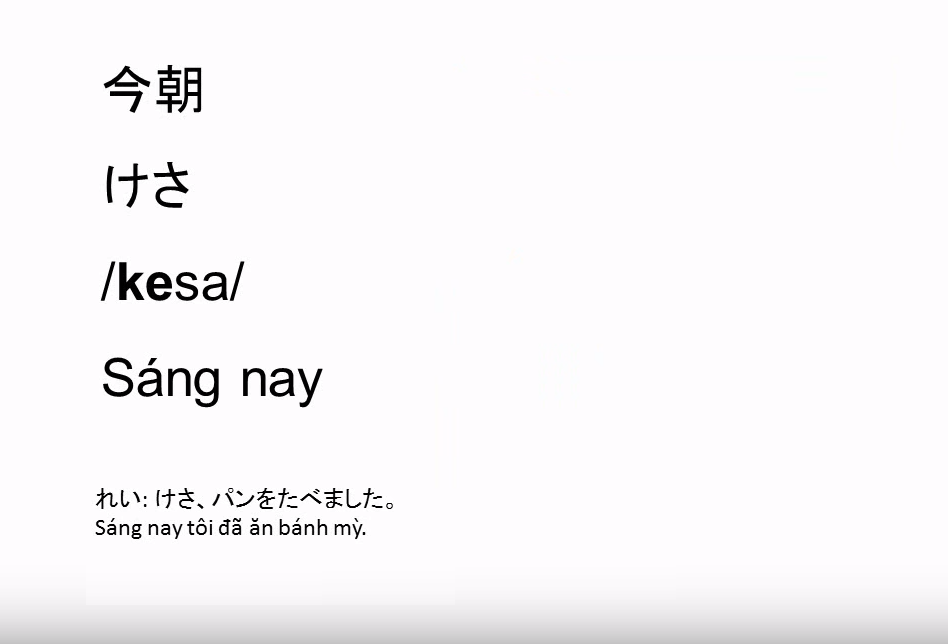 今朝
けさ
/kesa/
Sáng nay
れい: けさ、パンをたべました。
Sáng nay tôi đã ăn bánh mỳ.